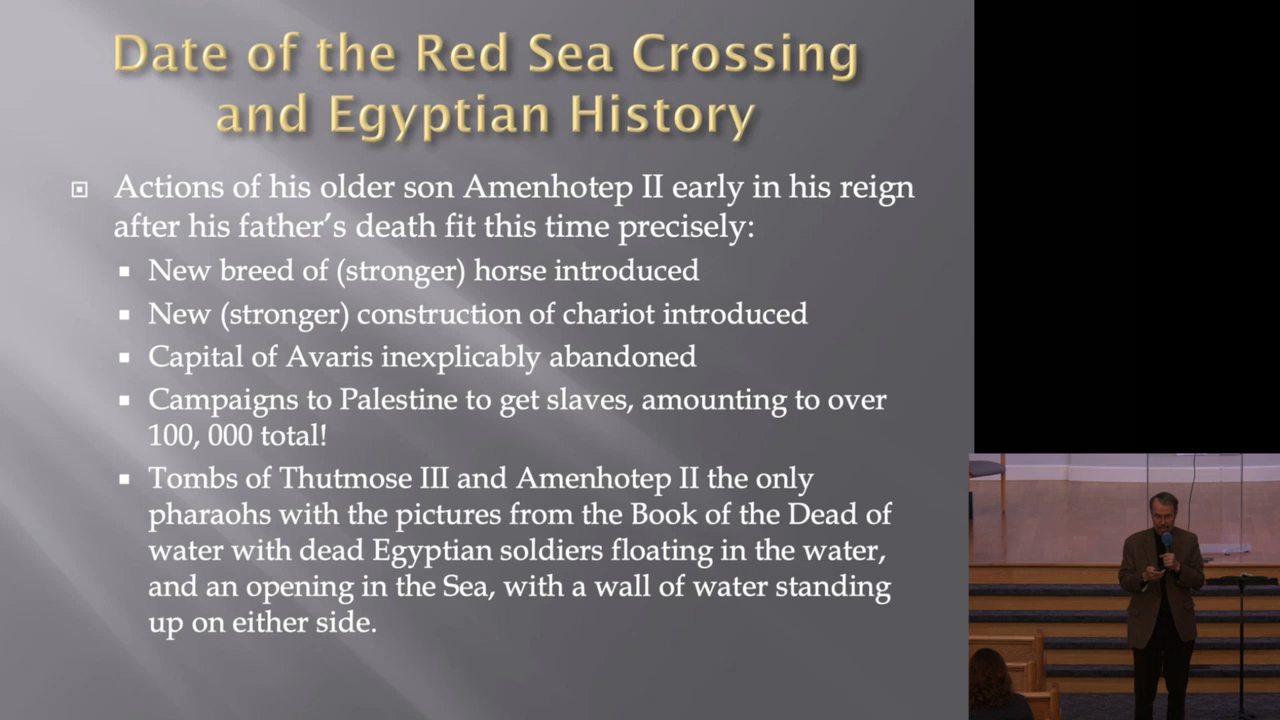 Date of the Red Sea Crossing
and Egyptian History
Actions of his older son Amenhotep II early in his reign
after his father’s death fit this time precisely:
New breed of (stronger) horse introduced
New (stronger) construction of chariot introduced
Capital of Avaris inexplicably abandoned
Campaigns to Palestine to get slaves, amounting to over
100, 000 total!
Tombs of Thutmose III and Amenhotep II the only
pharaohs with the pictures from the Book of the Dead of
water with dead Egyptian soldiers floating in the water,
and an opening in the Sea, with a wall of water standing
up on either side.